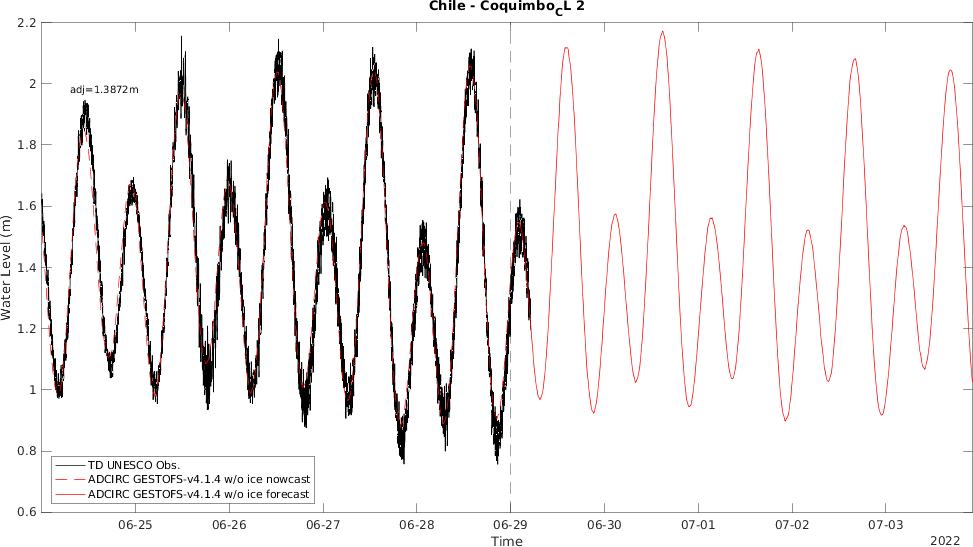 Chile - Coquimbo_CL 2
adj=1.3872m
2.2
2
1.8
1.6
1.4
1.2
1
0.8
0.6
Water Level (m)
TD UNESCO Obs.
ADCIRC GESTOFS-v4.1.4 w/o ice nowcast
ADCIRC GESTOFS-v4.1.4 w/o ice forecast
06-25 06-26 06-27 06-28 06-29 06-30 07-01 07-02 07-03
Time
2022